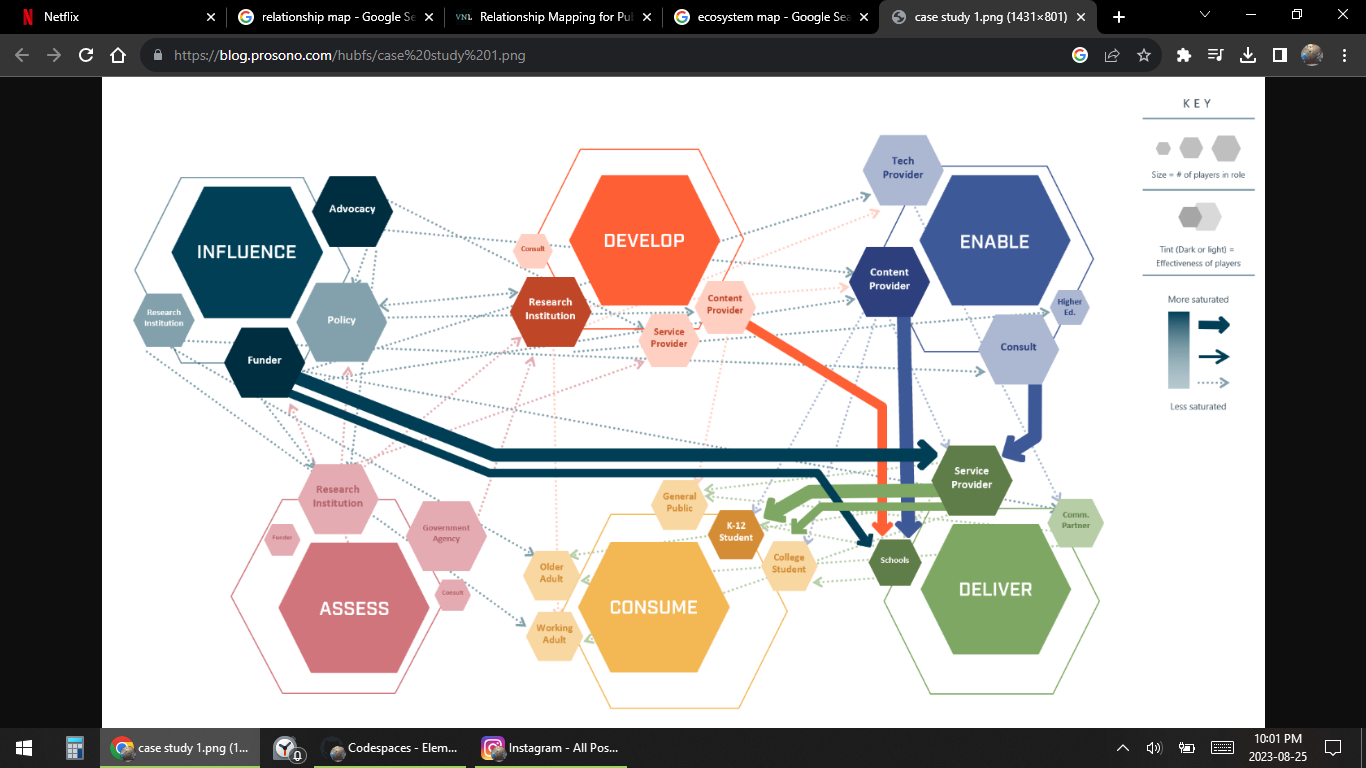 Netflix
relationship map - Google Se
VNL
Relationship Mapping for Pul
ecosystem map - Google Sea
case study 1.png (1431×801)
https://blog.prosono.com/hubfs/case%20study%201.png
KEY
Size = # of players in role
Tint (Dark or light) =
Effectiveness of players
More saturated
Less saturated
INFLUENCE
Advocacy
Research
Institution
Policy
Funder
DEVELOP
Consult
Research
Institution
Content
Provider
Service
Provider
ENABLE
Tech
Provider
Content
Provider
Higher
Ed.
Consult
ASSESS
Research
Institution
Funder
Government
Agency
Consult
CONSUME
General
Public
K-12
Student
College
Student
Older
Adult
Working
Adult
DELIVER
Service
Provider
Comm.
Partner
Schools
case study 1.png (1...
Codespaces - Elem...
Instagram - All Pos...
10:01 PM
2023-08-25